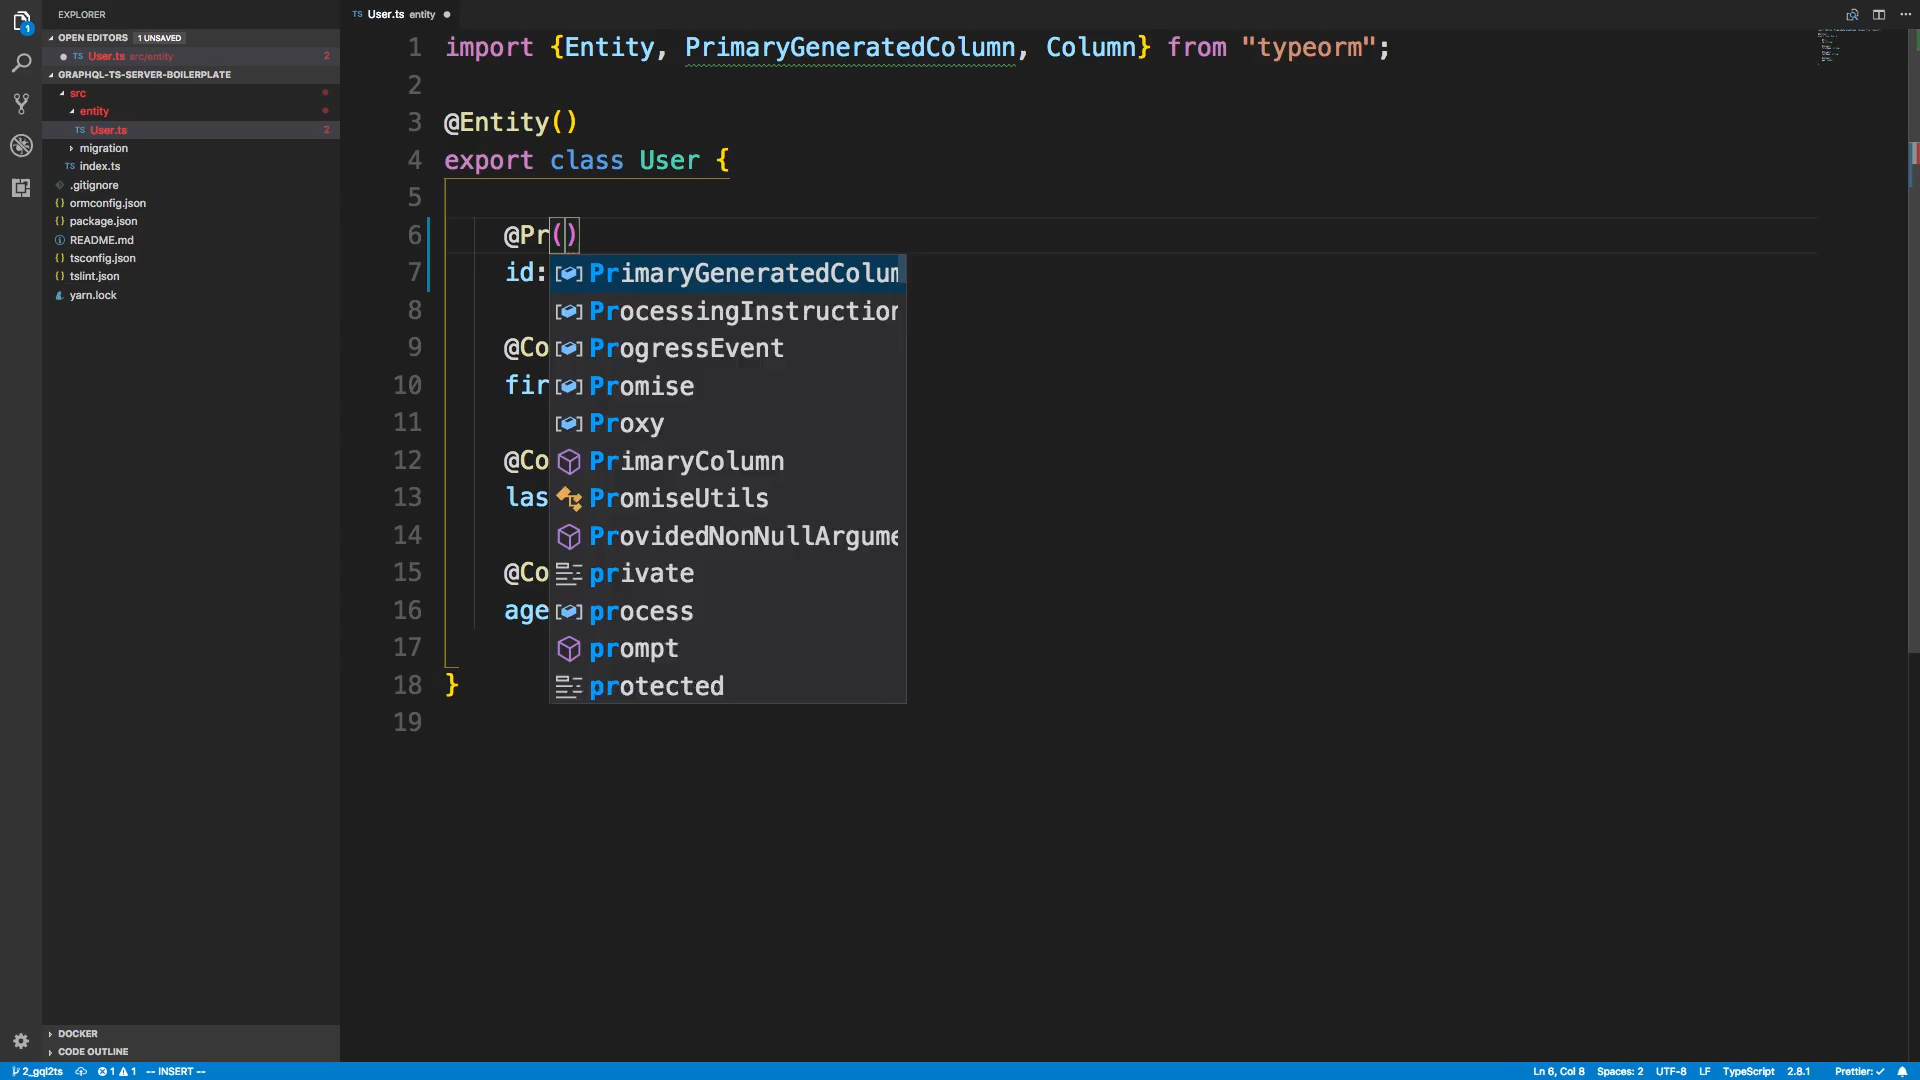 EXPLORER
OPEN EDITORS 1 UNSAVED
TS User.ts src/entity 2
GRAPHQL-TS-SERVER-BOILERPLATE
src
entity
TS User.ts 2
migration
TS index.ts
.gitignore
{} ormconfig.json
{} package.json
README.md
{} tsconfig.json
{} tslint.json
yarn.lock
DOCKER
CODE OUTLINE
1
TS User.ts entity
1 import {Entity, PrimaryGeneratedColumn, Column} from "typeorm";
2
3 @Entity()
4 export class User {
5
6 @Pr()
7 id:
8
9 @Co
10 fir
11
12 @Co
13 las
14
15 @Co
16 age
17
18 }
19
PrimaryGeneratedColum
ProcessingInstruction
ProgressEvent
Promise
Proxy
PrimaryColumn
PromiseUtils
ProvidedNonNullArgume
private
process
prompt
protected
2_gql2ts 1 1 -- INSERT -- Ln 6, Col 8 Spaces: 2 UTF-8 LF TypeScript 2.8.1 Prettier: ✓